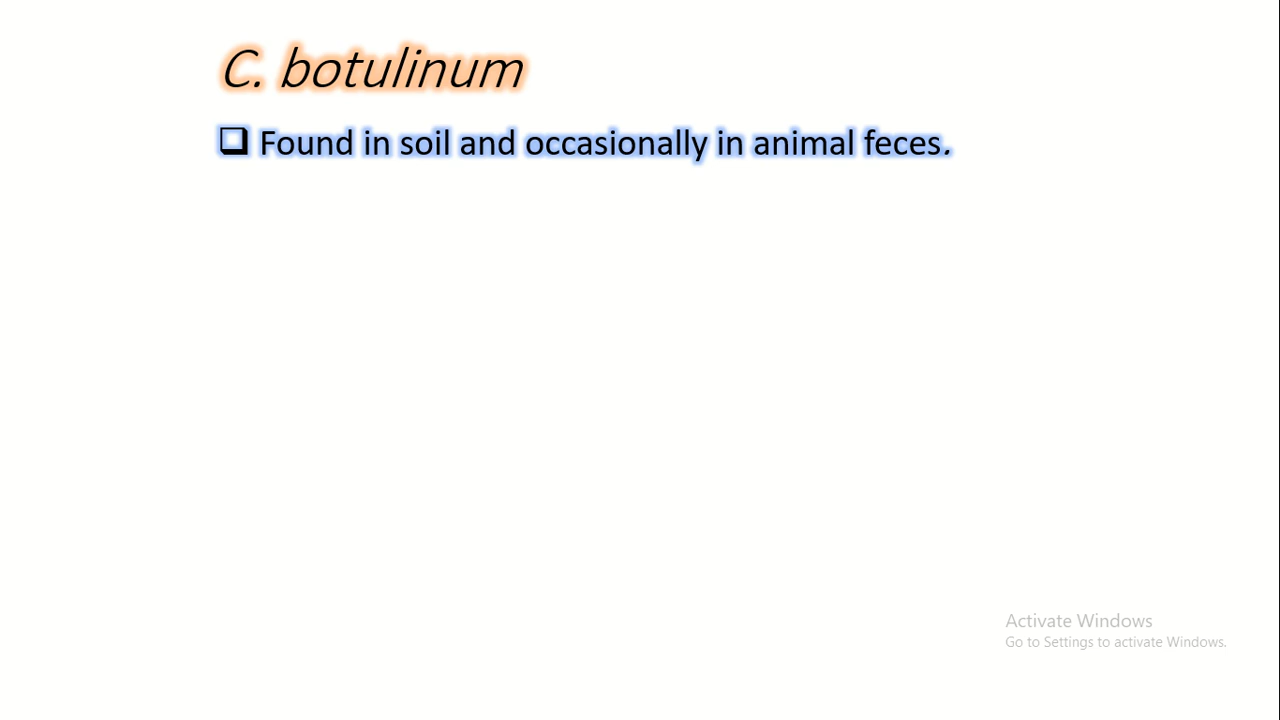 C. botulinum
❑ Found in soil and occasionally in animal feces.
Activate Windows
Go to Settings to activate Windows.